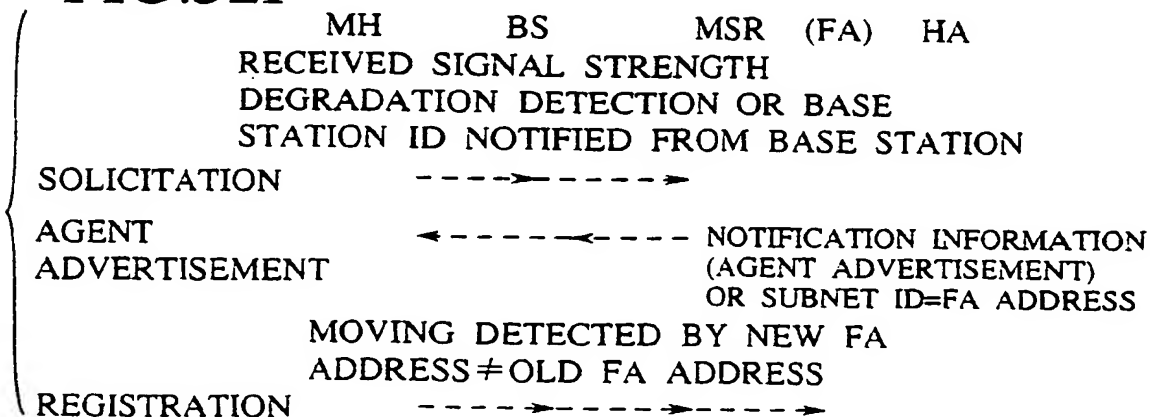 MH BS MSR (FA) HA
RECEIVED SIGNAL STRENGTH
DEGRADATION DETECTION OR BASE
STATION ID NOTIFIED FROM BASE STATION
SOLICITATION
AGENT
ADVERTISEMENT
NOTIFICATION INFORMATION
(AGENT ADVERTISEMENT)
OR SUBNET ID=FA ADDRESS
MOVING DETECTED BY NEW FA
ADDRESS≠OLD FA ADDRESS
REGISTRATION